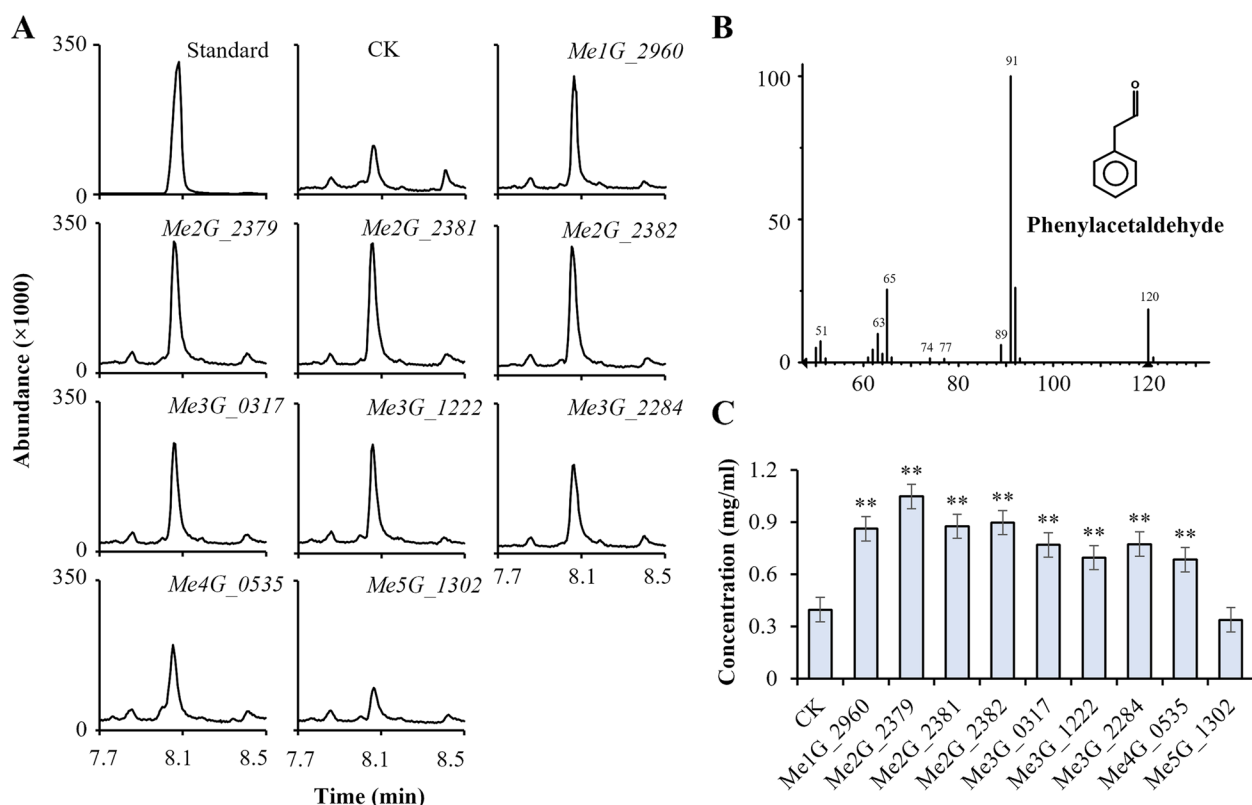 A
Abundance (×1000)
350
0
Standard
CK
Me1G_2960
350
0
Me2G_2379
Me2G_2381
Me2G_2382
350
0
Me3G_0317
Me3G_1222
Me3G_2284
7.7 8.1 8.5
350
0
Me4G_0535
Me5G_1302
7.7 8.1 8.5
7.7 8.1 8.5
Time (min)
B
100
50
0
51
63
65
74
77
89
91
120
60 80 100 120
O
Phenylacetaldehyde
C
Concentration (mg/ml)
1.2
0.9
0.6
0.3
0
** ** ** ** ** ** ** **
CK
Me1G_2960
Me2G_2379
Me2G_2381
Me2G_2382
Me3G_0317
Me3G_1222
Me3G_2284
Me4G_0535
Me5G_1302